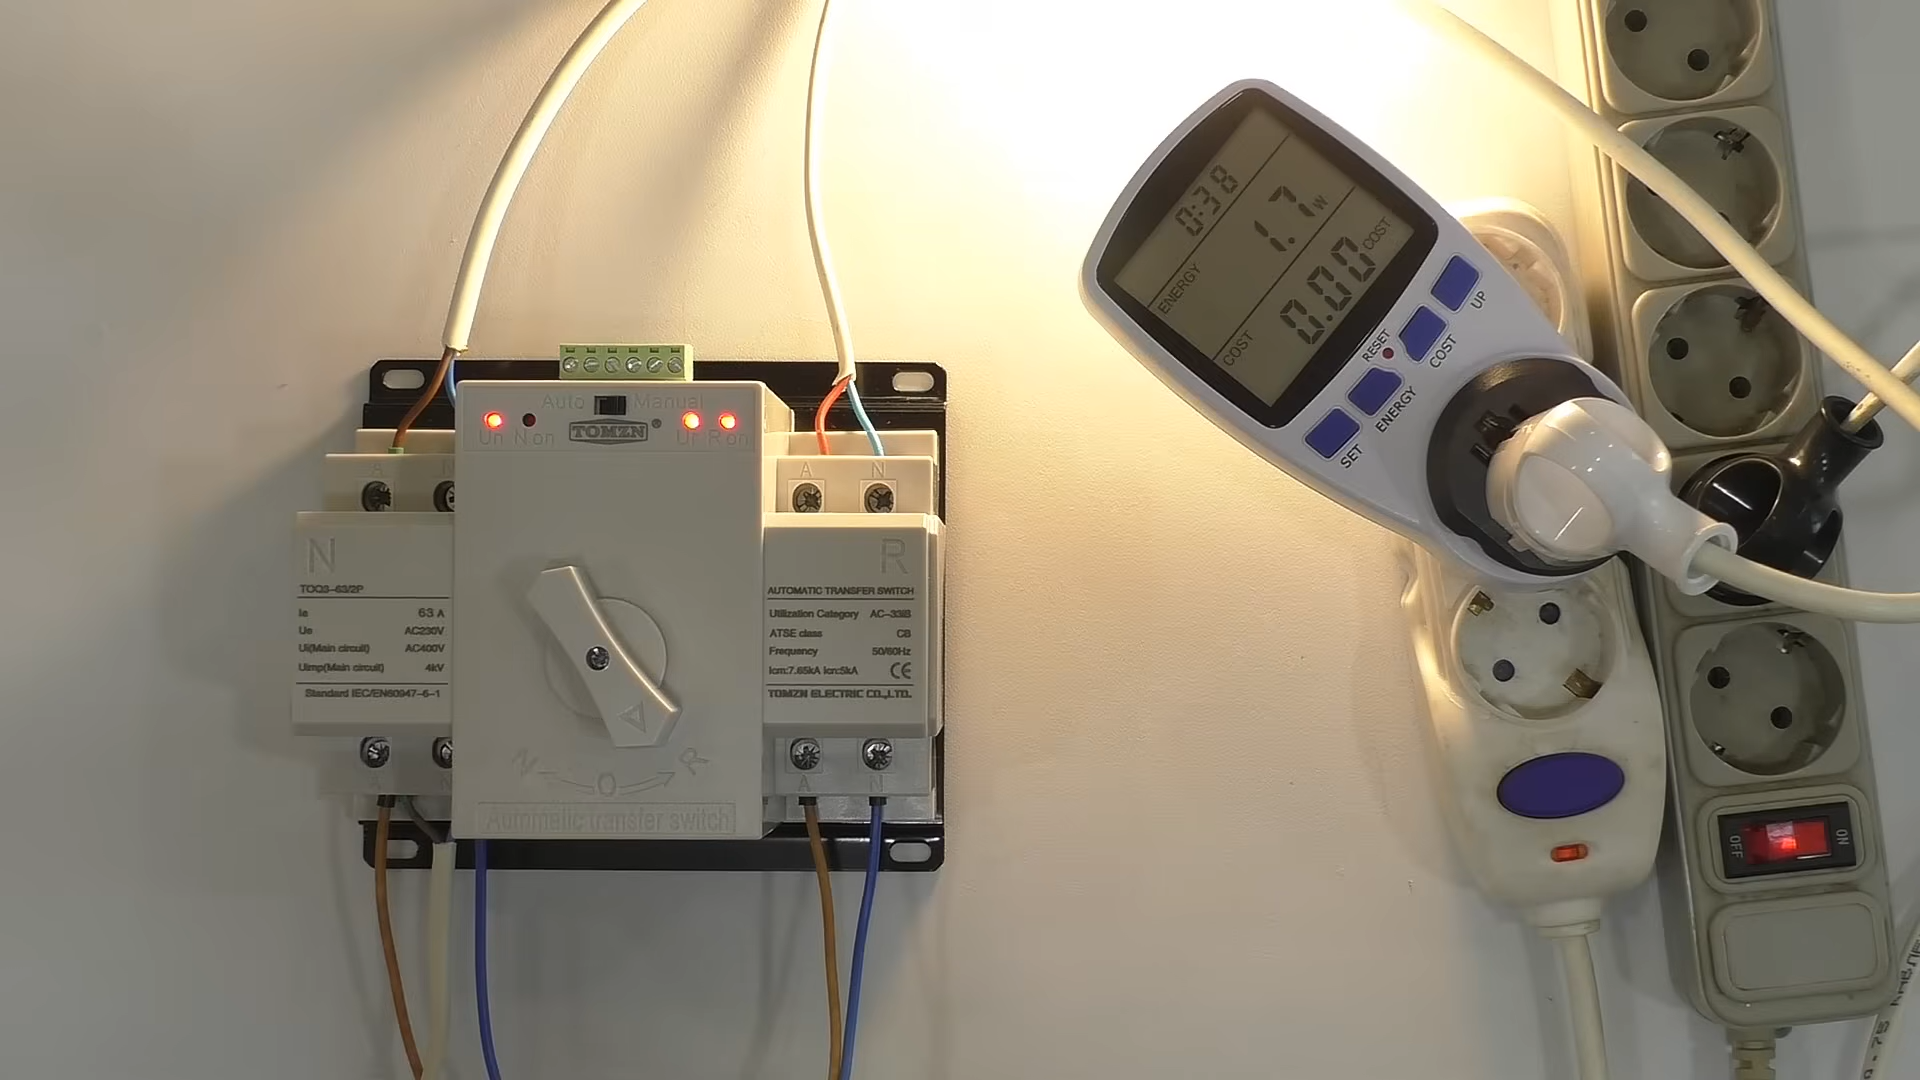 Auto Manual
Un N on
TOMZN®
Ur R on
A
A N
N
TOQ3-63/2P
Ie 63 A
Ue AC230V
Ui(Main circuit) AC400V
Uimp(Main circuit) 4kV
Standard IEC/EN60947-6-1
R
AUTOMATIC TRANSFER SWITCH
Utilization Category AC-33iB
ATSE class CB
Frequency 50/60Hz
Icm:7.65kA Icn:5kA CE
TOMZN ELECTRIC CO.,LTD.
N O R
A N
Automatic transfer switch
0:38
ENERGY
1.7 W
COST
0.00 COST
SET
ENERGY
RESET
COST
UP
OFF ON